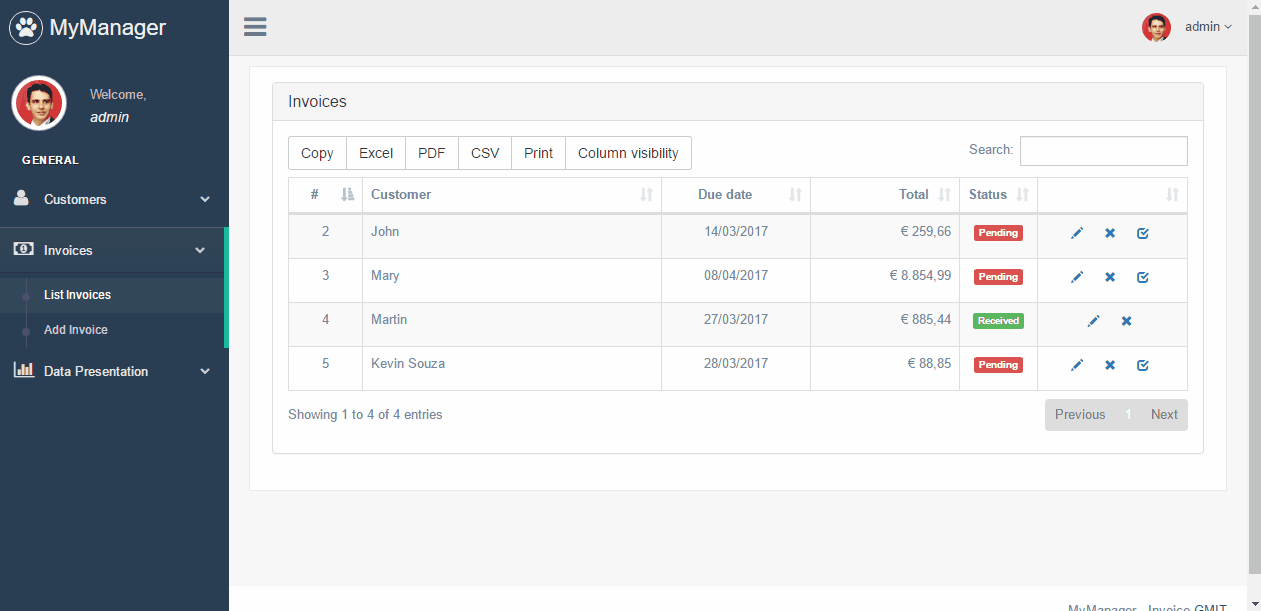 MyManager
admin
Welcome,
admin
GENERAL
Customers
Invoices
List Invoices
Add Invoice
Data Presentation
Invoices
Copy Excel PDF CSV Print Column visibility
Search:
# Customer Due date Total Status
2 John 14/03/2017 € 259,66 Pending
3 Mary 08/04/2017 € 8.854,99 Pending
4 Martin 27/03/2017 € 885,44 Received
5 Kevin Souza 28/03/2017 € 88,85 Pending
Showing 1 to 4 of 4 entries
Previous 1 Next
MyManager - Invoice GMIT